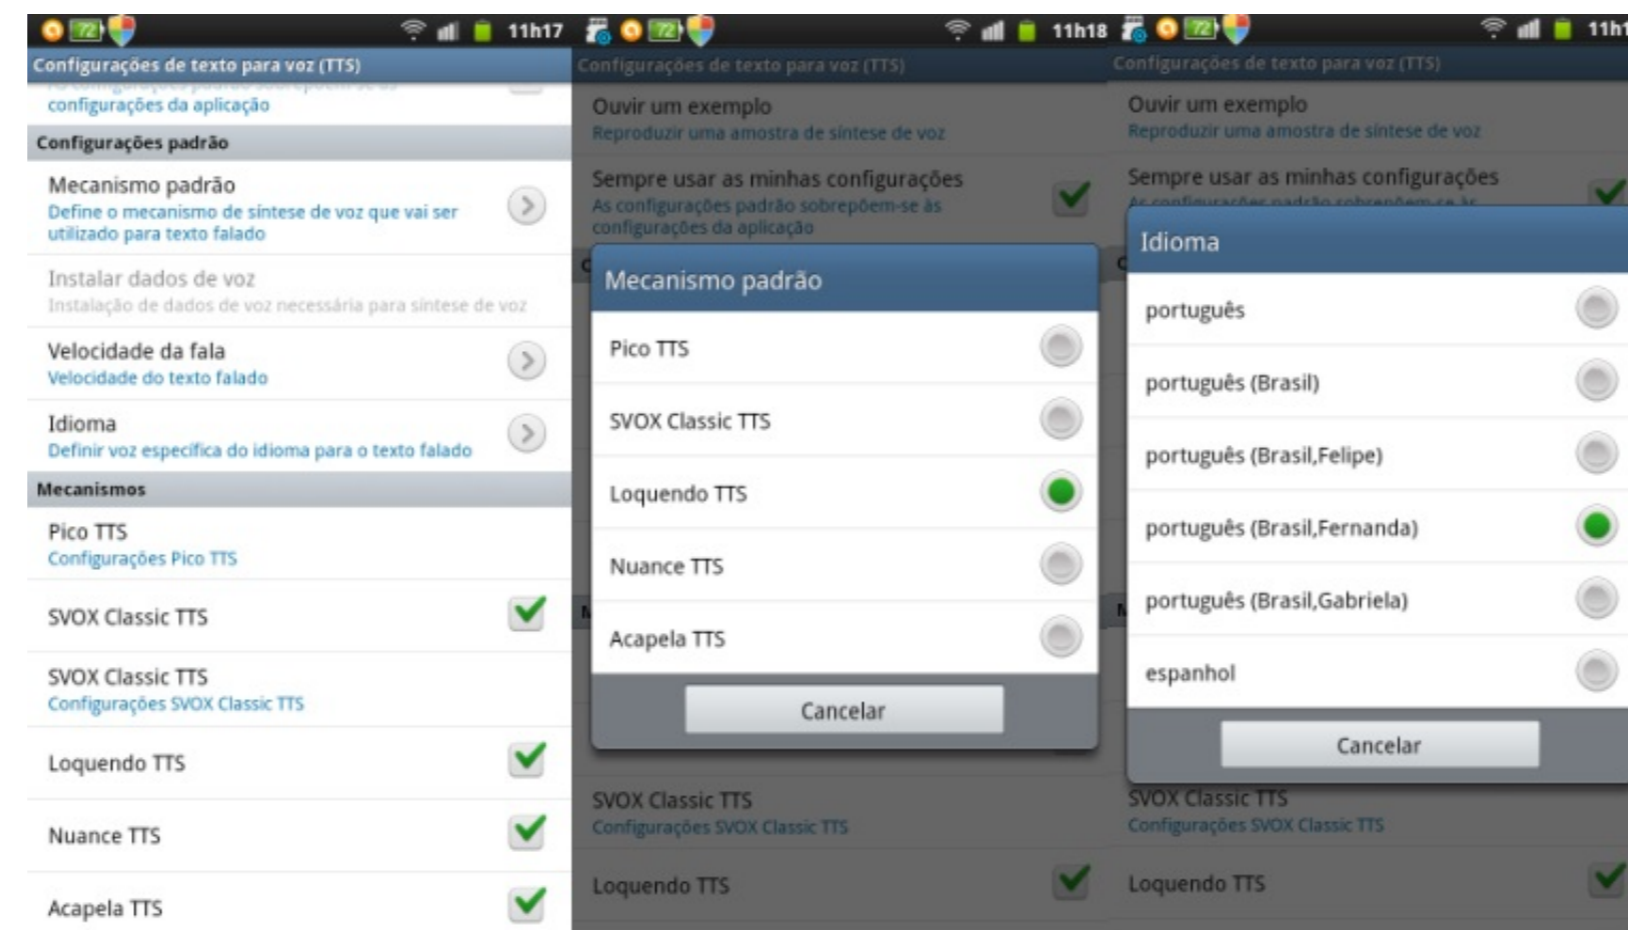 72
11h17
Configurações de texto para voz (TTS)
configurações da aplicação
Configurações padrão
Mecanismo padrão
Define o mecanismo de síntese de voz que vai ser
utilizado para texto falado
Instalar dados de voz
Instalação de dados de voz necessária para síntese de voz
Velocidade da fala
Velocidade do texto falado
Idioma
Definir voz específica do idioma para o texto falado
Mecanismos
Pico TTS
Configurações Pico TTS
SVOX Classic TTS
SVOX Classic TTS
Configurações SVOX Classic TTS
Loquendo TTS
Nuance TTS
Acapela TTS
72
11h18
Configurações de texto para voz (TTS)
Ouvir um exemplo
Reproduzir uma amostra de síntese de voz
Sempre usar as minhas configurações
As configurações padrão sobrepõem-se às
configurações da aplicação
Mecanismo padrão
Pico TTS
SVOX Classic TTS
Loquendo TTS
Nuance TTS
Acapela TTS
Cancelar
SVOX Classic TTS
Configurações SVOX Classic TTS
Loquendo TTS
72
11h1
Configurações de texto para voz (TTS)
Ouvir um exemplo
Reproduzir uma amostra de síntese de voz
Sempre usar as minhas configurações
Idioma
português
português (Brasil)
português (Brasil,Felipe)
português (Brasil,Fernanda)
português (Brasil,Gabriela)
espanhol
Cancelar
SVOX Classic TTS
Configurações SVOX Classic TTS
Loquendo TTS